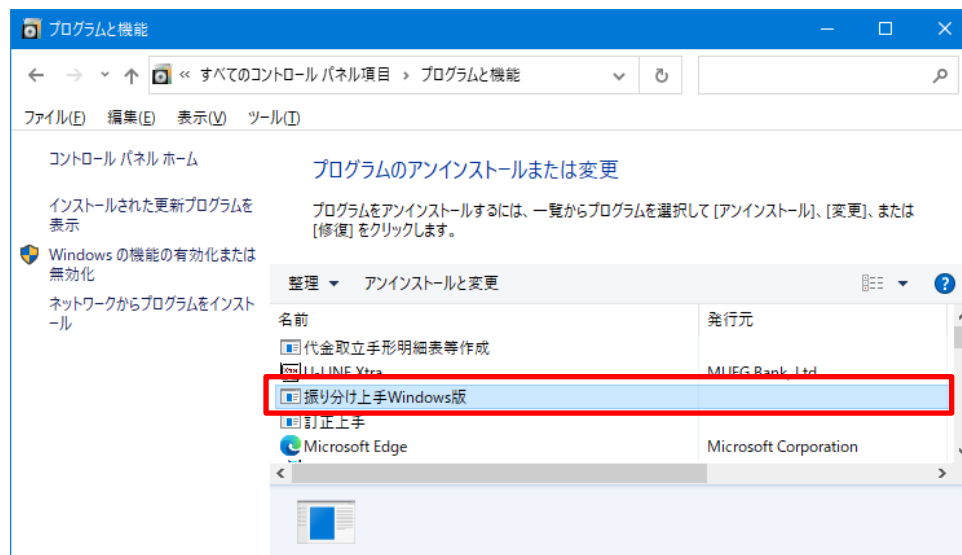 プログラムと機能
« すべてのコントロール パネル項目 › プログラムと機能
ファイル(F) 編集(E) 表示(V) ツール(T)
コントロール パネル ホーム
インストールされた更新プログラムを
表示
Windows の機能の有効化または
無効化
ネットワークからプログラムをインスト
ール
プログラムのアンインストールまたは変更
プログラムをアンインストールするには、一覧からプログラムを選択して [アンインストール]、[変更]、または
[修復] をクリックします。
整理 ▼ アンインストールと変更
名前 発行元
代金取立手形明細表等作成
U-LINE Xtra MUFG Bank, Ltd
振り分け上手Windows版
訂正上手
Microsoft Edge Microsoft Corporation